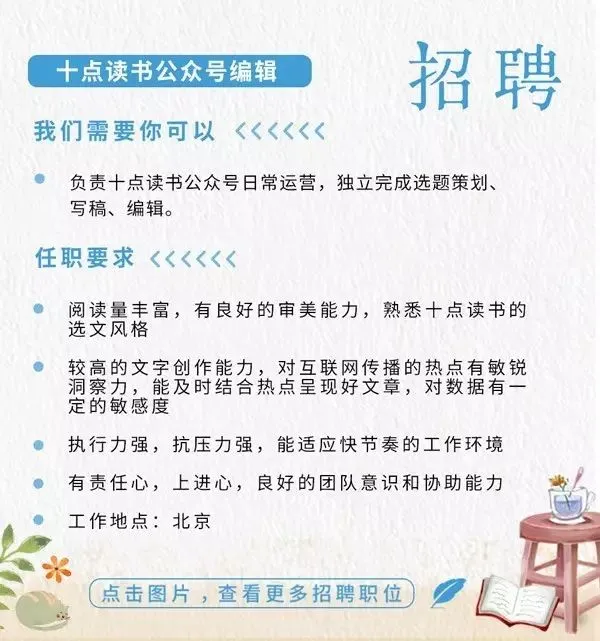 招聘
十点读书公众号编辑
我们需要你可以
负责十点读书公众号日常运营，独立完成选题策划、
写稿、编辑。
任职要求
阅读量丰富，有良好的审美能力，熟悉十点读书的
选文风格
较高的文字创作能力，对互联网传播的热点有敏锐
洞察力，能及时结合热点呈现好文章，对数据有一
定的敏感度
执行力强，抗压力强，能适应快节奏的工作环境
有责任心，上进心，良好的团队意识和协助能力
工作地点：北京
点击图片，查看更多招聘职位